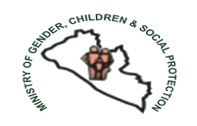 MINISTRY OF GENDER, CHILDREN & SOCIAL PROTECTION